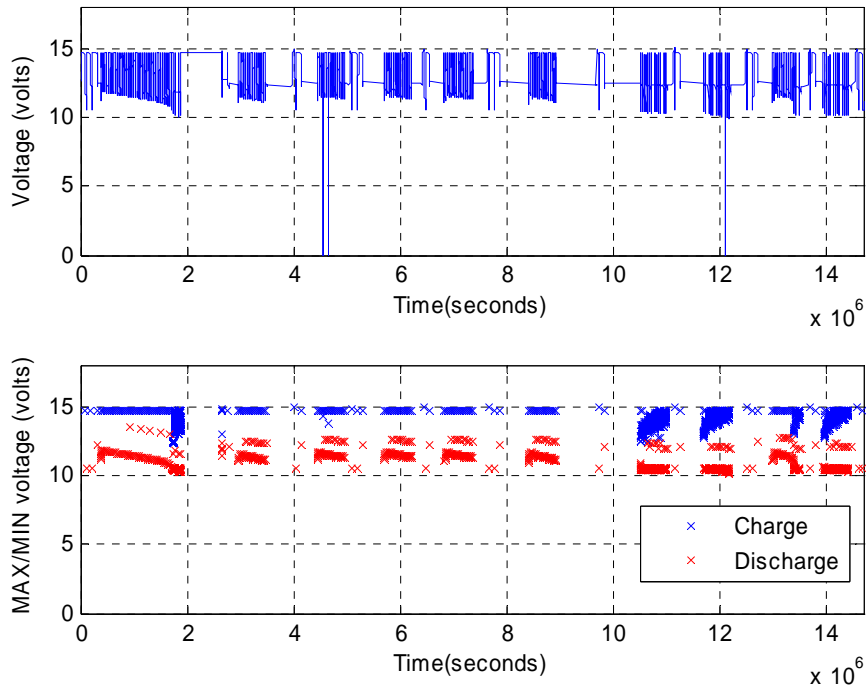 Voltage (volts)
15
10
5
0
0 2 4 6 8 10 12 14
Time(seconds)
x 10^6
MAX/MIN voltage (volts)
15
10
5
0
Charge
Discharge
0 2 4 6 8 10 12 14
Time(seconds)
x 10^6